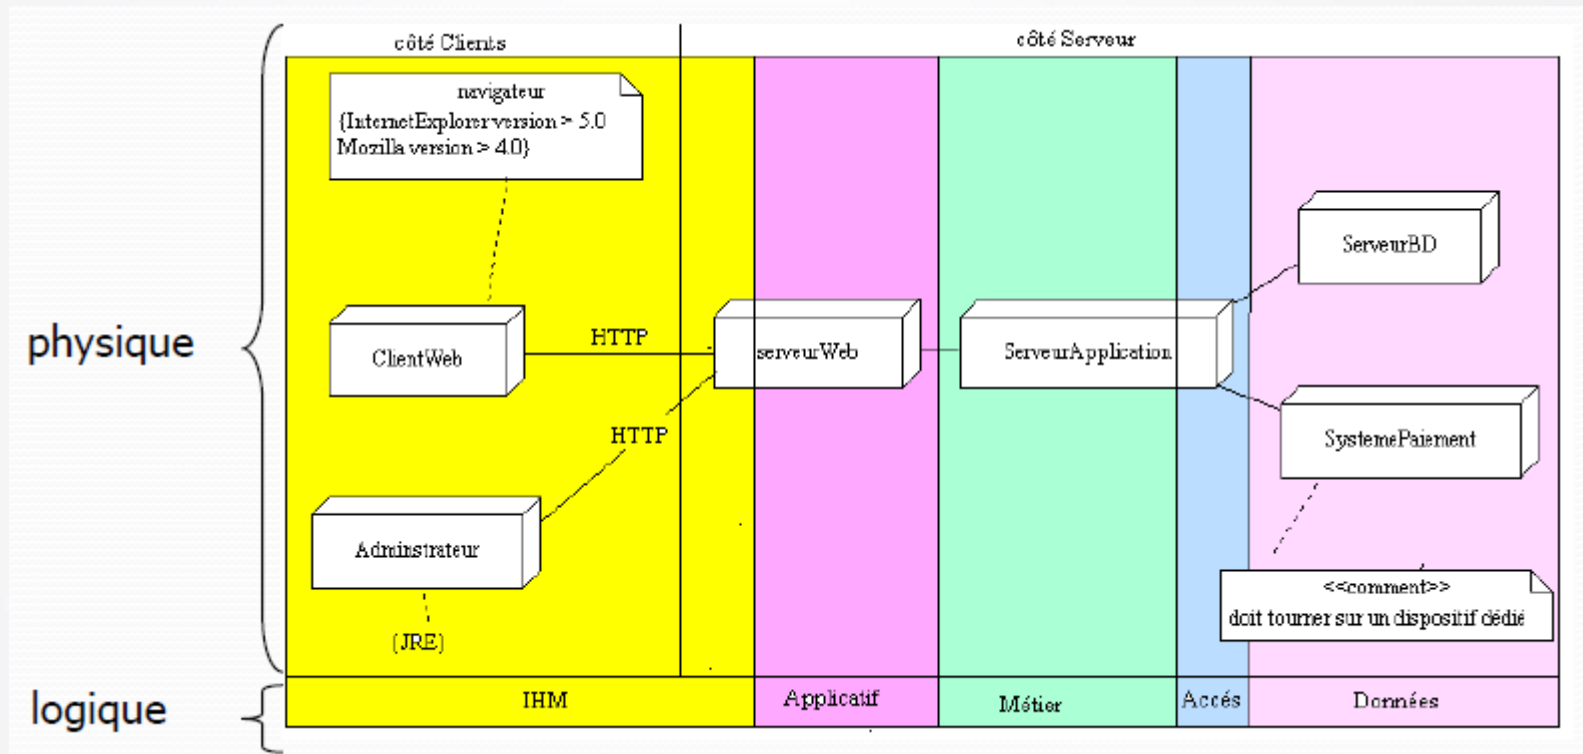 côté Clients
côté Serveur
navigateur
{InternetExplorer version > 5.0
Mozilla version > 4.0}
ServeurBD
physique
HTTP
ClientWeb
serveurWeb
ServeurApplication
HTTP
SystemePaiement
Adminstrateur
<<comment>>
doit tourner sur un dispositif dédié
{JRE}
logique
IHM
Applicatif
Métier
Accés
Données